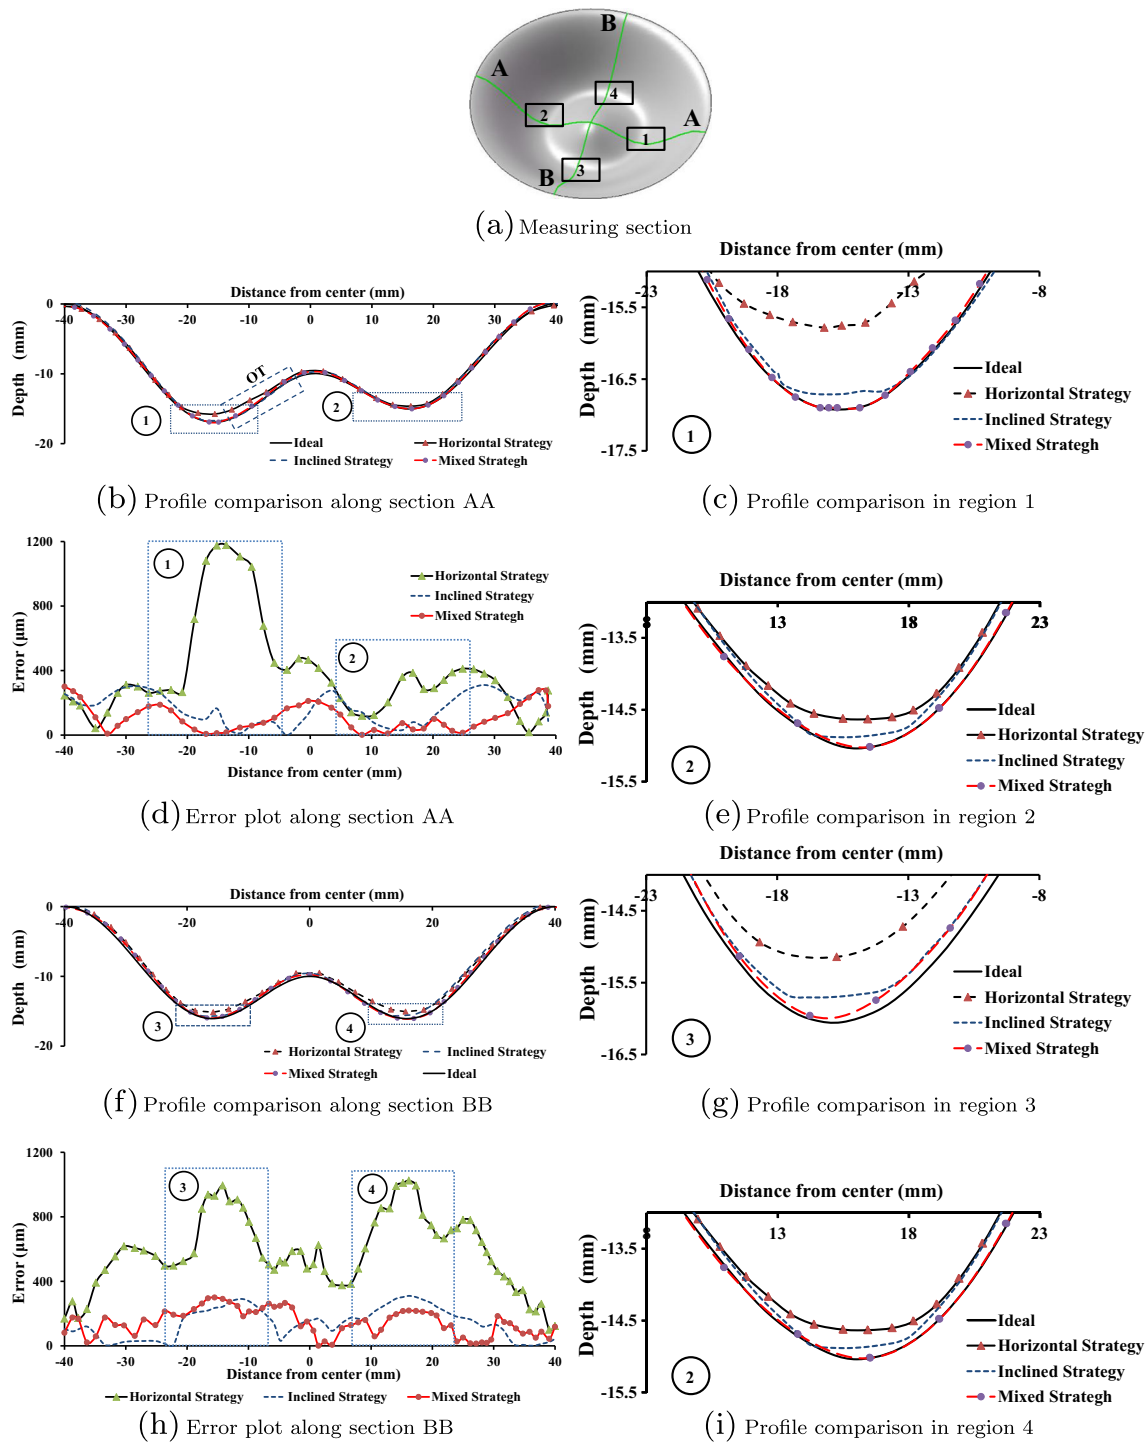 B
A
4
2
A
1
3
B
(a) Measuring section
Distance from center (mm)
0
-40 -30 -20 -10 0 10 20 30 40
Depth (mm)
-10
-20
OT
1
2
Ideal
Horizontal Strategy
Inclined Strategy
Mixed Strategh
(b) Profile comparison along section AA
Distance from center (mm)
-23 -18 -13 -8
Depth (mm)
-15.5
-16.5
-17.5
1
Ideal
Horizontal Strategy
Inclined Strategy
Mixed Strategh
(c) Profile comparison in region 1
1200
800
400
0
Error (µm)
-40 -30 -20 -10 0 10 20 30 40
Distance from center (mm)
1
2
Horizontal Strategy
Inclined Strategy
Mixed Strategh
(d) Error plot along section AA
Distance from center (mm)
8 13 18 23
Depth (mm)
-13.5
-14.5
-15.5
2
Ideal
Horizontal Strategy
Inclined Strategy
Mixed Strategh
(e) Profile comparison in region 2
Distance from center (mm)
0
-40 -30 -20 -10 0 10 20 30 40
Depth (mm)
-10
-20
3
4
Horizontal Strategy
Inclined Strategy
Mixed Strategh
Ideal
(f) Profile comparison along section BB
Distance from center (mm)
-23 -18 -13 -8
Depth (mm)
-14.5
-15.5
-16.5
3
Ideal
Horizontal Strategy
Inclined Strategy
Mixed Strategh
(g) Profile comparison in region 3
1200
800
400
0
Error (µm)
-40 -30 -20 -10 0 10 20 30 40
Distance from center (mm)
3
4
Horizontal Strategy
Inclined Strategy
Mixed Strategh
(h) Error plot along section BB
Distance from center (mm)
8 13 18 23
Depth (mm)
-13.5
-14.5
-15.5
2
Ideal
Horizontal Strategy
Inclined Strategy
Mixed Strategh
(i) Profile comparison in region 4